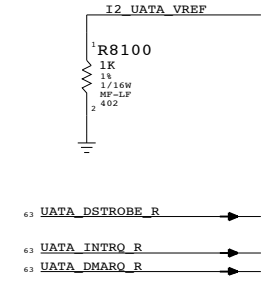 I2_UATA_VREF
1
R8100
1K
1%
1/16W
MF-LF
402
2
63 UATA_DSTROBE_R
63 UATA_INTRQ_R
63 UATA_DMARQ_R